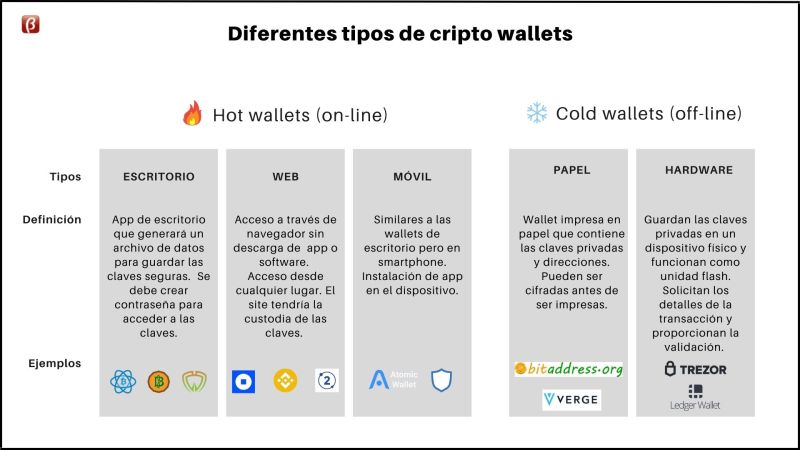 β
Diferentes tipos de cripto wallets
Hot wallets (on-line)
Cold wallets (off-line)
Tipos
ESCRITORIO
WEB
MÓVIL
PAPEL
HARDWARE
Definición
App de escritorio
que generará un
archivo de datos
para guardar las
claves seguras. Se
debe crear
contraseña para
acceder a las
claves.
Acceso a través de
navegador sin
descarga de app o
software.
Acceso desde
cualquier lugar. El
site tendría la
custodia de las
claves.
Similares a las
wallets de
escritorio pero en
smartphone.
Instalación de app
en el dispositivo.
Wallet impresa en
papel que contiene
las claves privadas
y direcciones.
Pueden ser
cifradas antes de
ser impresas.
Guardan las claves
privadas en un
dispositivo físico y
funcionan como
unidad flash.
Solicitan los
detalles de la
transacción y
proporcionan la
validación.
Ejemplos
2
Atomic
Wallet
bitaddress.org
VERGE
TREZOR
Ledger Wallet